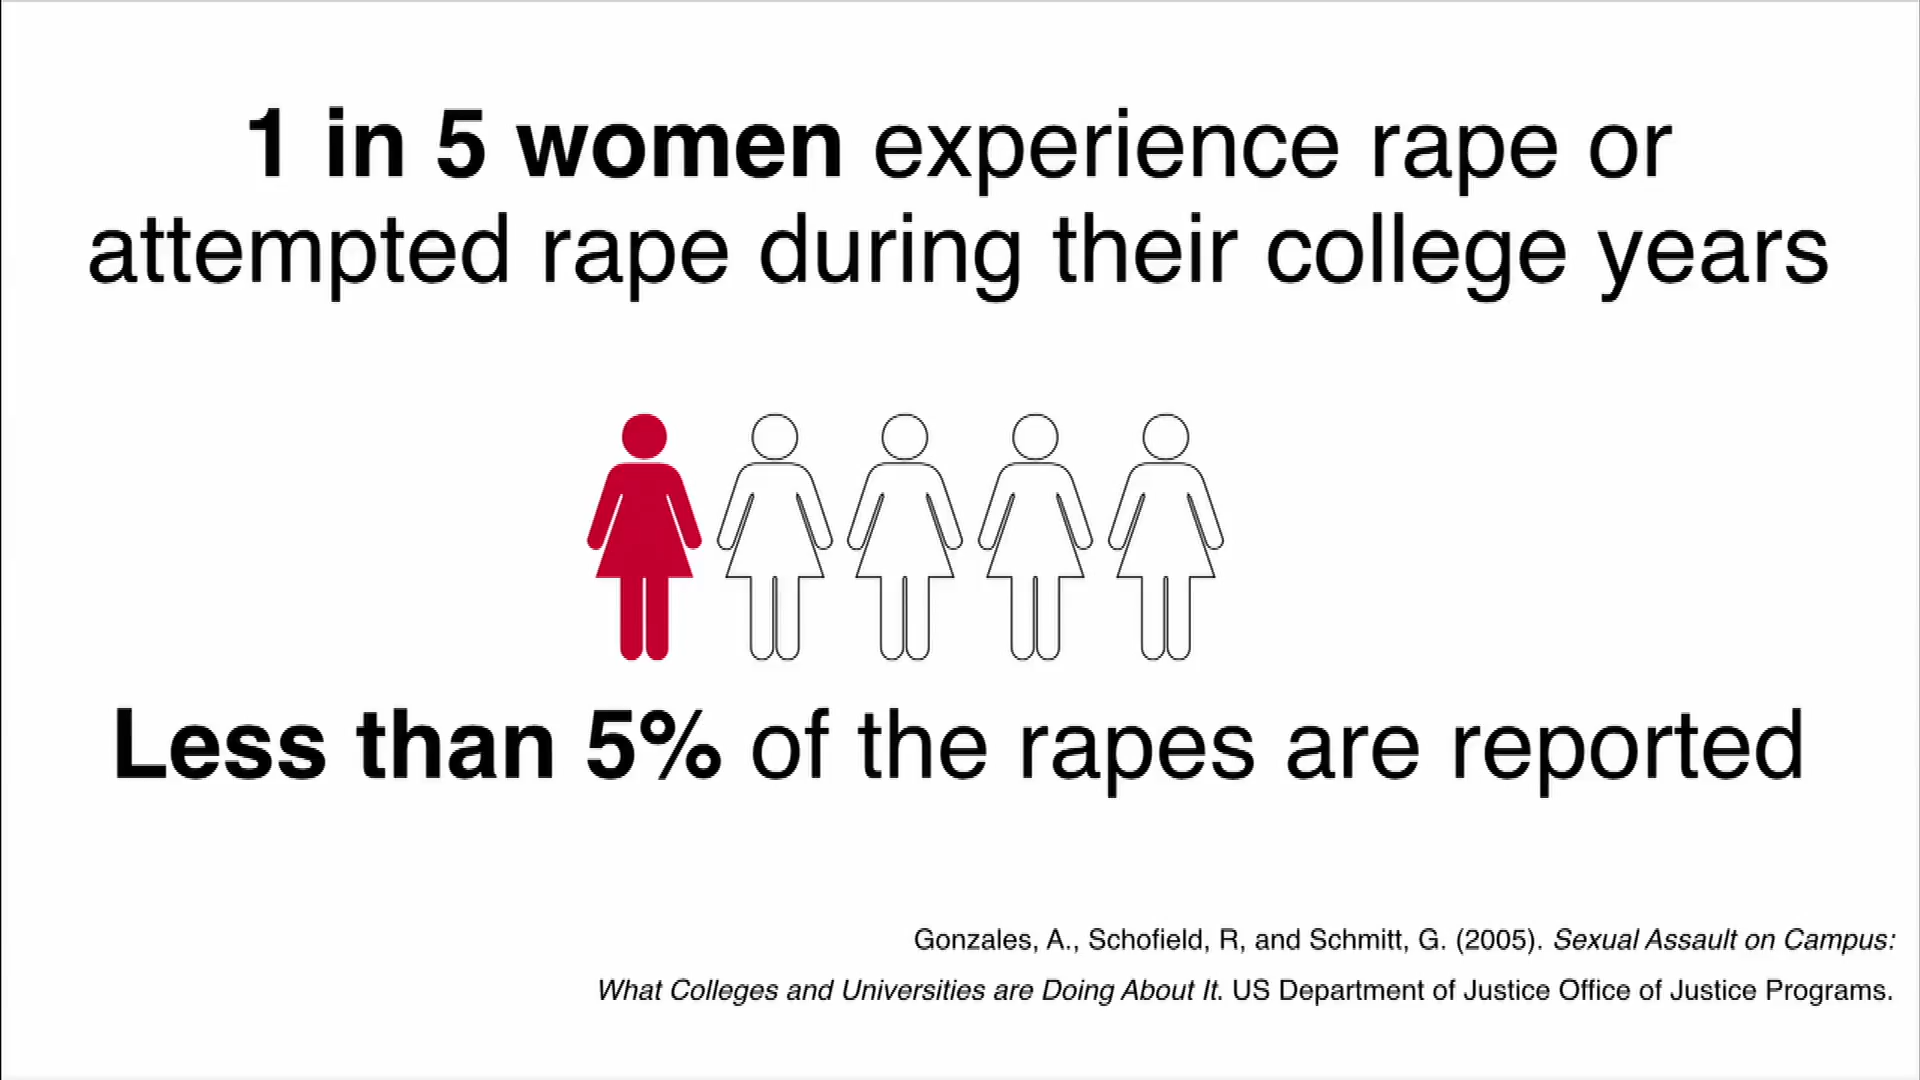 1 in 5 women experience rape or
attempted rape during their college years
Less than 5% of the rapes are reported
Gonzales, A., Schofield, R, and Schmitt, G. (2005). Sexual Assault on Campus:
What Colleges and Universities are Doing About It. US Department of Justice Office of Justice Programs.